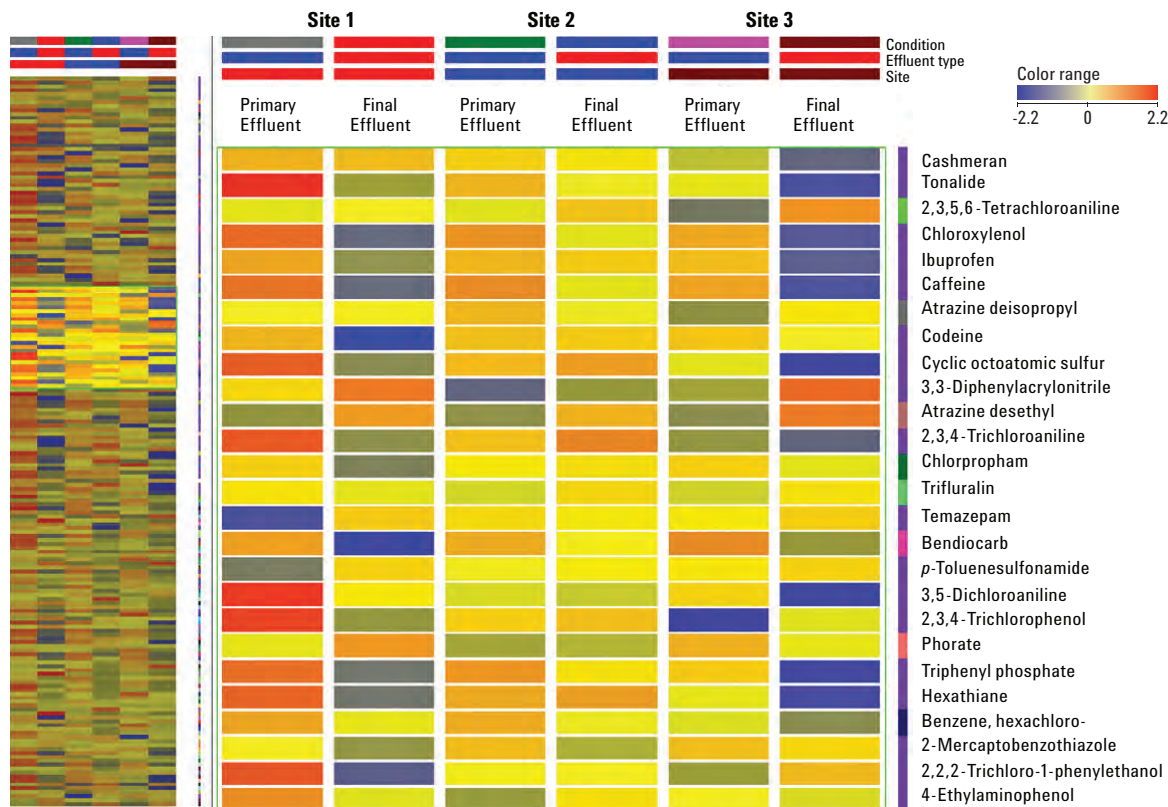 Site 1 Site 2 Site 3
Condition
Effluent type
Site
Color range
-2.2 0 2.2
Primary Final Primary Final Primary Final
Effluent Effluent Effluent Effluent Effluent Effluent
Cashmeran
Tonalide
2,3,5,6-Tetrachloroaniline
Chloroxylenol
Ibuprofen
Caffeine
Atrazine deisopropyl
Codeine
Cyclic octoatomic sulfur
3,3-Diphenylacrylonitrile
Atrazine desethyl
2,3,4-Trichloroaniline
Chlorpropham
Trifluralin
Temazepam
Bendiocarb
p-Toluenesulfonamide
3,5-Dichloroaniline
2,3,4-Trichlorophenol
Phorate
Triphenyl phosphate
Hexathiane
Benzene, hexachloro-
2-Mercaptobenzothiazole
2,2,2-Trichloro-1-phenylethanol
4-Ethylaminophenol